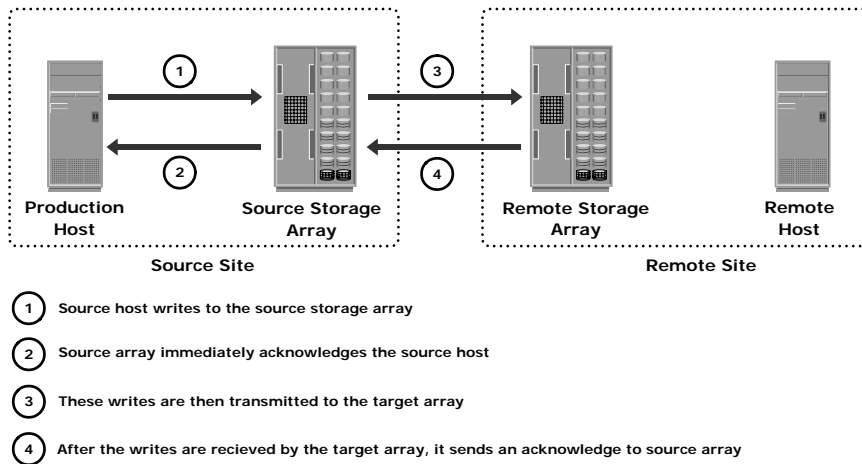 1
3
2
4
Production
Host
Source Storage
Array
Remote Storage
Array
Remote
Host
Source Site
Remote Site
1 Source host writes to the source storage array
2 Source array immediately acknowledges the source host
3 These writes are then transmitted to the target array
4 After the writes are recieved by the target array, it sends an acknowledge to source array